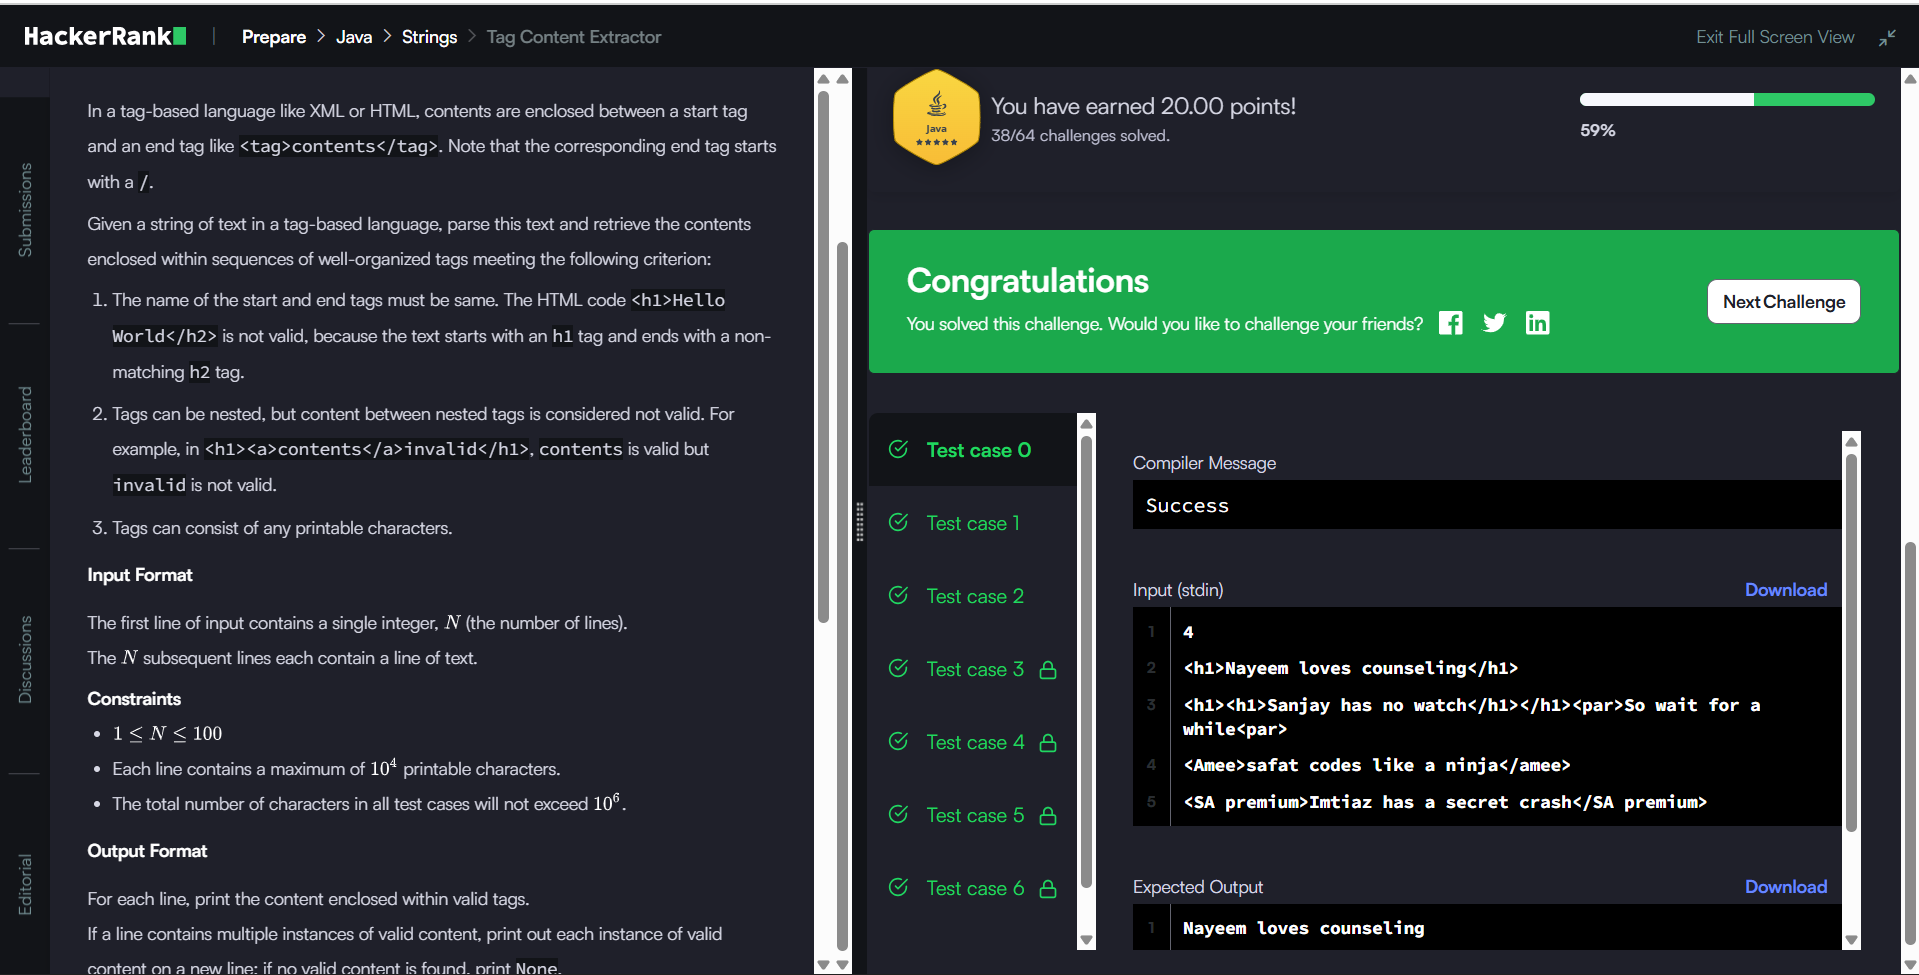 HackerRank | Prepare > Java > Strings > Tag Content Extractor
Exit Full Screen View
Submissions
Leaderboard
Discussions
Editorial
In a tag-based language like XML or HTML, contents are enclosed between a start tag
and an end tag like <tag>contents</tag>. Note that the corresponding end tag starts
with a /.
Given a string of text in a tag-based language, parse this text and retrieve the contents
enclosed within sequences of well-organized tags meeting the following criterion:
1. The name of the start and end tags must be same. The HTML code <h1>Hello
World</h2> is not valid, because the text starts with an h1 tag and ends with a non-
matching h2 tag.
2. Tags can be nested, but content between nested tags is considered not valid. For
example, in <h1><a>contents</a>invalid</h1>, contents is valid but
invalid is not valid.
3. Tags can consist of any printable characters.
Input Format
The first line of input contains a single integer, N (the number of lines).
The N subsequent lines each contain a line of text.
Constraints
• 1 ≤ N ≤ 100
• Each line contains a maximum of 10⁴ printable characters.
• The total number of characters in all test cases will not exceed 10⁶.
Output Format
For each line, print the content enclosed within valid tags.
If a line contains multiple instances of valid content, print out each instance of valid
content on a new line; if no valid content is found, print None.
Java
You have earned 20.00 points!
38/64 challenges solved.
59%
Congratulations
You solved this challenge. Would you like to challenge your friends?
Next Challenge
Test case 0
Test case 1
Test case 2
Test case 3
Test case 4
Test case 5
Test case 6
Compiler Message
Success
Input (stdin)
Download
1 4
2 <h1>Nayeem loves counseling</h1>
3 <h1><h1>Sanjay has no watch</h1></h1><par>So wait for a
while<par>
4 <Amee>safat codes like a ninja</amee>
5 <SA premium>Imtiaz has a secret crash</SA premium>
Expected Output
Download
1 Nayeem loves counseling